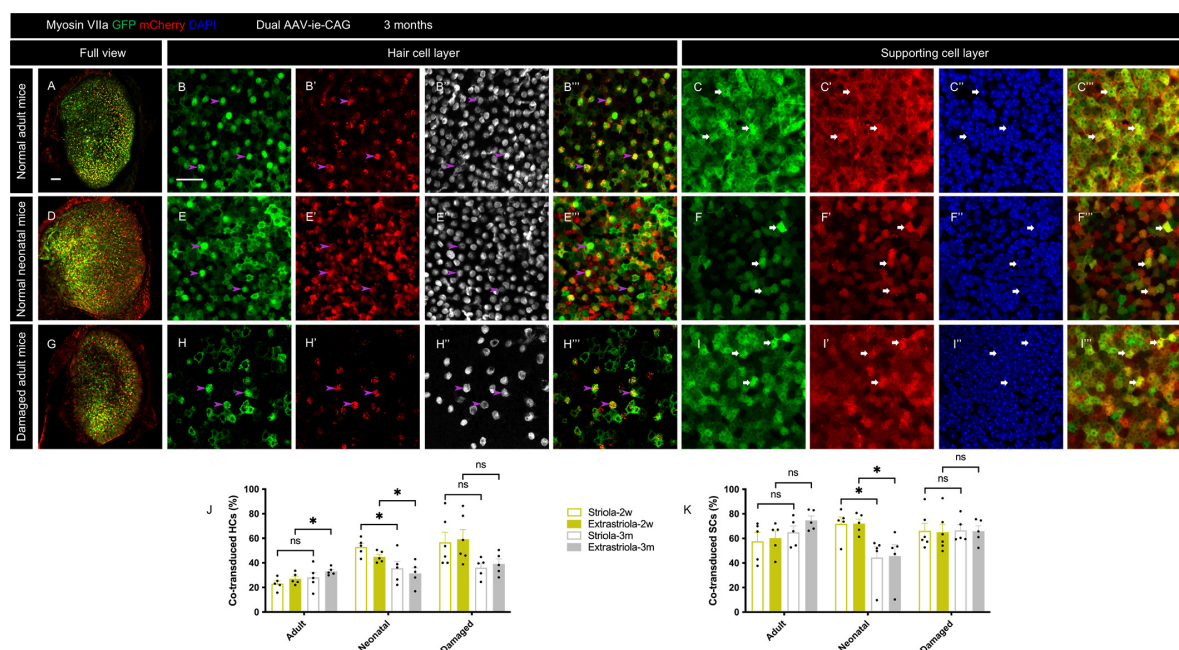 Myosin VIIa GFP mCherry DAPI Dual AAV-ie-CAG 3 months
Full view Hair cell layer Supporting cell layer
Normal adult mice
A B B' B'' B''' C C' C'' C'''
Normal neonatal mice
D E E' E'' E''' F F' F'' F'''
Damaged adult mice
G H H' H'' H''' I I' I'' I'''
J
Co-transduced HCs (%)
100
80
60
40
20
0
ns
*
*
*
ns
ns
Adult
Neonatal
Damaged
Striola-2w
Extrastriola-2w
Striola-3m
Extrastriola-3m
K
Co-transduced SCs (%)
100
80
60
40
20
0
ns
ns
*
*
ns
ns
Adult
Neonatal
Damaged